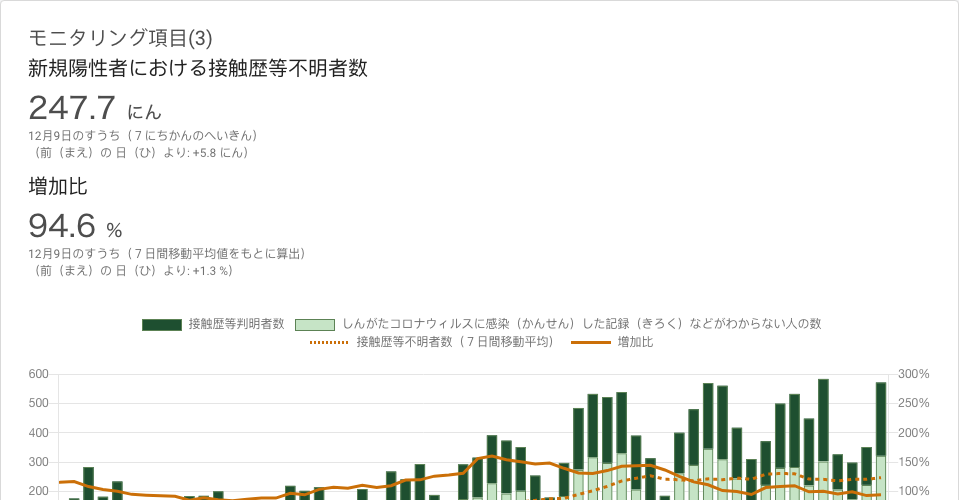 モニタリング項目(3)
新規陽性者における接触歴等不明者数
247.7 にん
12月9日のすうち（７にちかんのへいきん）
（前（まえ）の 日（ひ）より: +5.8 にん）
増加比
94.6 %
12月9日のすうち（７日間移動平均値をもとに算出）
（前（まえ）の 日（ひ）より: +1.3 %）
接触歴等判明者数 しんがたコロナウィルスに感染（かんせん）した記録（きろく）などがわからない人の数
接触歴等不明者数（７日間移動平均） 増加比
600 300%
500 250%
400 200%
300 150%
200 100%